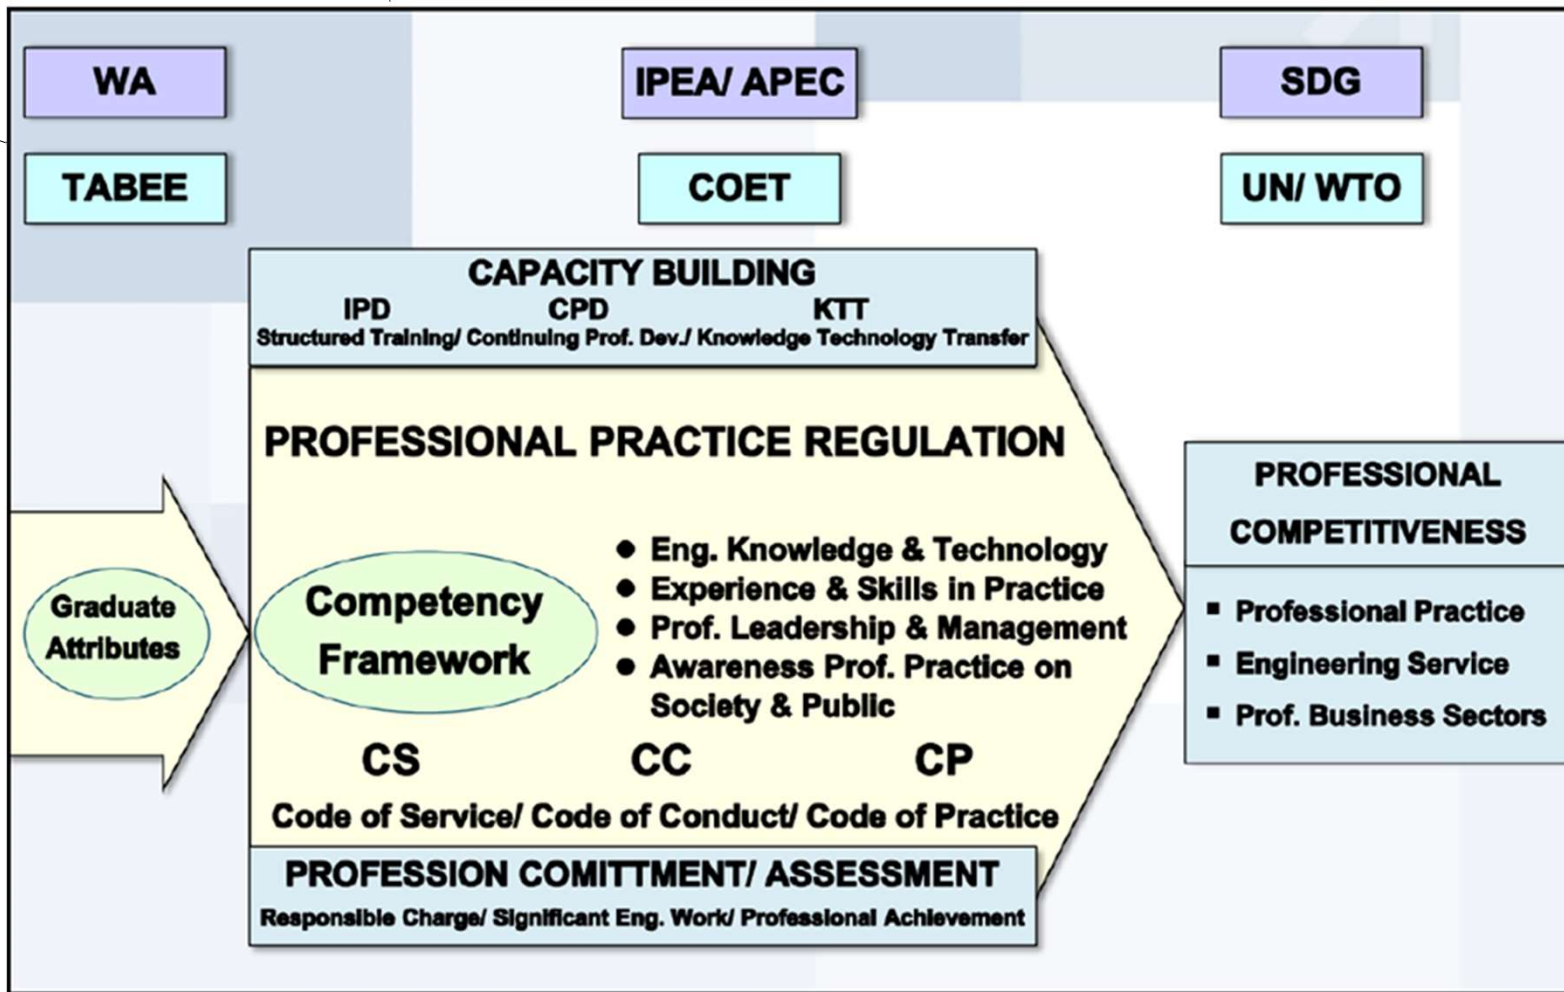 WA
IPEA/ APEC
SDG
TABEE
COET
UN/ WTO
CAPACITY BUILDING
IPD CPD KTT
Structured Training/ Continuing Prof. Dev./ Knowledge Technology Transfer
PROFESSIONAL PRACTICE REGULATION
Graduate
Attributes
Competency
Framework
● Eng. Knowledge & Technology
● Experience & Skills in Practice
● Prof. Leadership & Management
● Awareness Prof. Practice on
Society & Public
CS CC CP
Code of Service/ Code of Conduct/ Code of Practice
PROFESSION COMITTMENT/ ASSESSMENT
Responsible Charge/ Significant Eng. Work/ Professional Achievement
PROFESSIONAL
COMPETITIVENESS
▪ Professional Practice
▪ Engineering Service
▪ Prof. Business Sectors